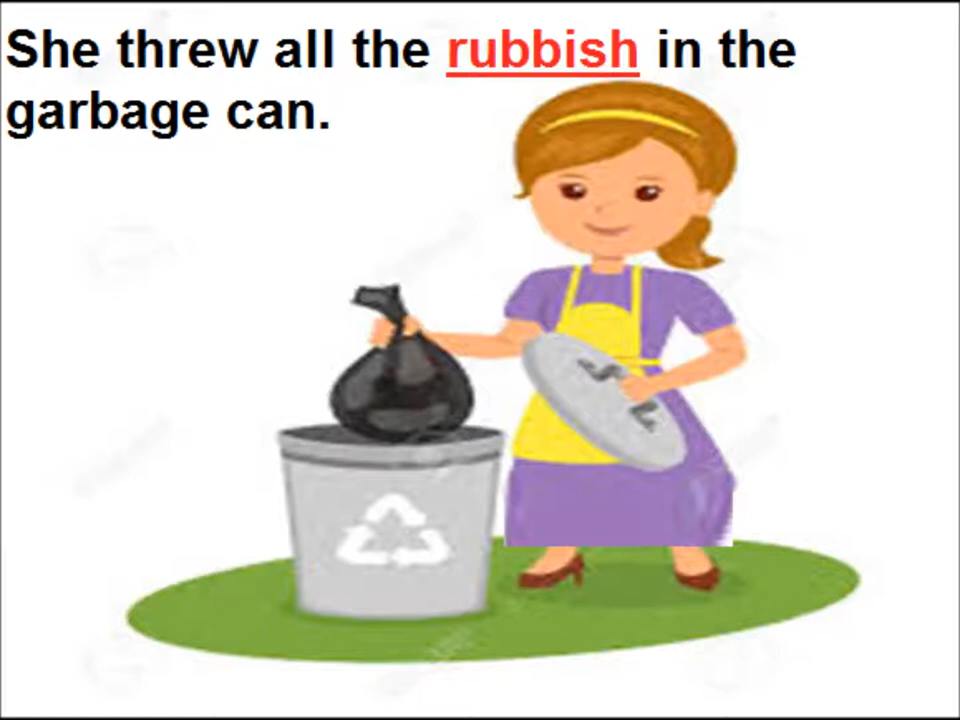 She threw all the rubbish in the
garbage can.